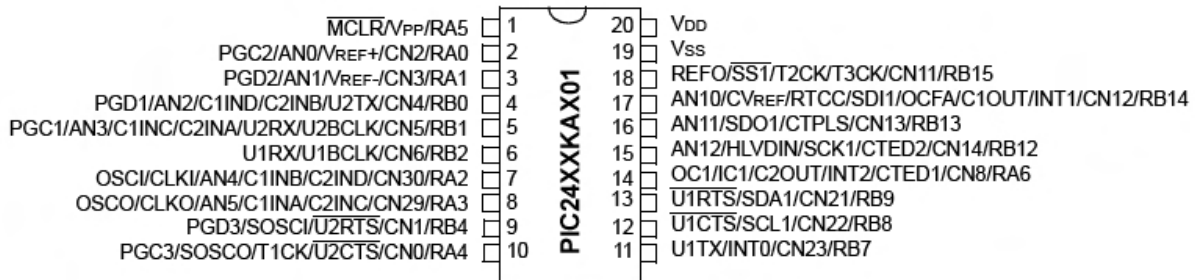 MCLR/VPP/RA5 1
PGC2/AN0/VREF+/CN2/RA0 2
PGD2/AN1/VREF-/CN3/RA1 3
PGD1/AN2/C1IND/C2INB/U2TX/CN4/RB0 4
PGC1/AN3/C1INC/C2INA/U2RX/U2BCLK/CN5/RB1 5
U1RX/U1BCLK/CN6/RB2 6
OSCI/CLKI/AN4/C1INB/C2IND/CN30/RA2 7
OSCO/CLKO/AN5/C1INA/C2INC/CN29/RA3 8
PGD3/SOSCI/U2RTS/CN1/RB4 9
PGC3/SOSCO/T1CK/U2CTS/CN0/RA4 10
PIC24XXKAX01
20 VDD
19 VSS
18 REFO/SS1/T2CK/T3CK/CN11/RB15
17 AN10/CVREF/RTCC/SDI1/OCFA/C1OUT/INT1/CN12/RB14
16 AN11/SDO1/CTPLS/CN13/RB13
15 AN12/HLVDIN/SCK1/CTED2/CN14/RB12
14 OC1/IC1/C2OUT/INT2/CTED1/CN8/RA6
13 U1RTS/SDA1/CN21/RB9
12 U1CTS/SCL1/CN22/RB8
11 U1TX/INT0/CN23/RB7